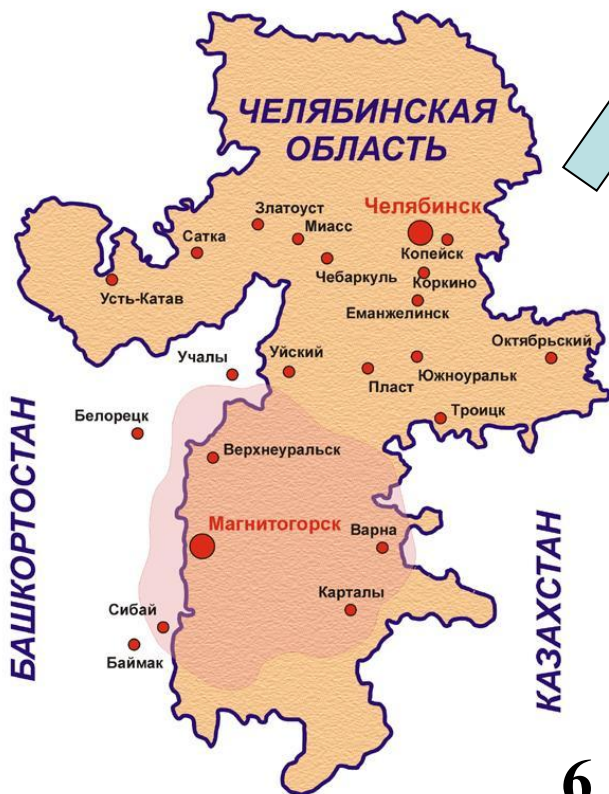 ЧЕЛЯБИНСКАЯ
ОБЛАСТЬ
Златоуст
Челябинск
Сатка
Миасс
Копейск
Чебаркуль
Коркино
Усть-Катав
Еманжелинск
Октябрьский
Учалы
Уйский
Южноуральк
Пласт
Троицк
Белорецк
Верхнеуральск
БАШКОРТОСТАН
Магнитогорск
Варна
КАЗАХСТАН
Карталы
Сибай
Баймак
6